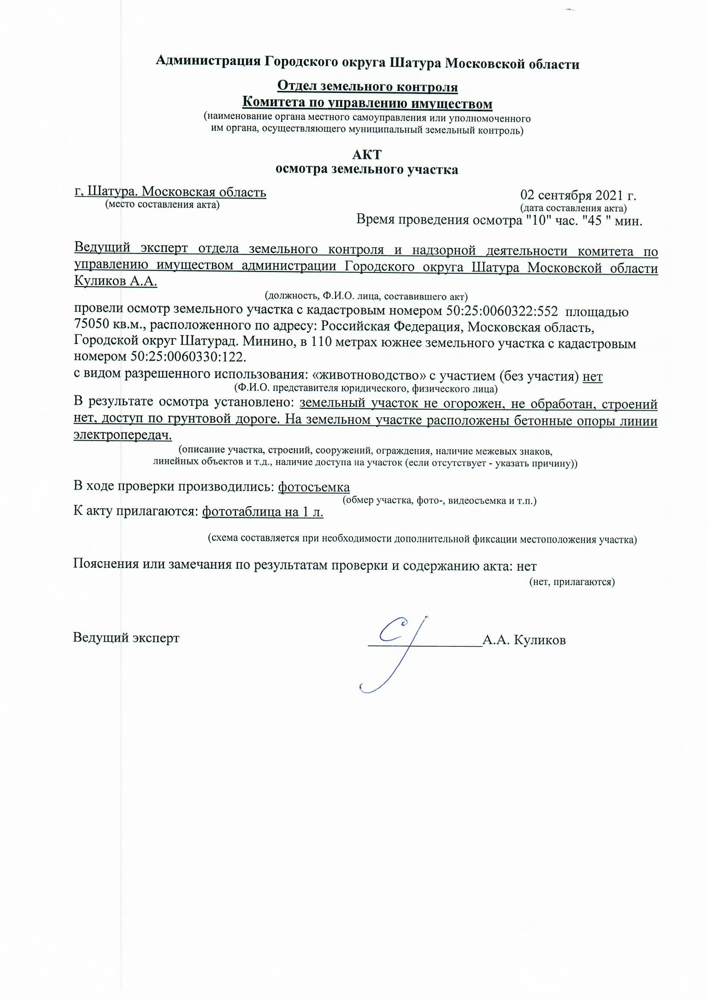 Администрация Городского округа Шатура Московской области
Отдел земельного контроля
Комитета по управлению имуществом
(наименование органа местного самоуправления или уполномоченного
им органа, осуществляющего муниципальный земельный контроль)
АКТ
осмотра земельного участка
г, Шатура. Московская область
02 сентября 2021 г.
(место составления акта)
(дата составления акта)
Время проведения осмотра "10" час. "45 " мин.
Ведущий эксперт отдела земельного контроля и надзорной деятельности комитета по
управлению имуществом администрации Городского округа Шатура Московской области
Куликов А.А.
(должность, Ф.И.О. лица, составившего акт)
провели осмотр земельного участка с кадастровым номером 50:25:0060322:552 площадью
75050 кв.м., расположенного по адресу: Российская Федерация, Московская область,
Городской округ Шатурад. Минино, в 110 метрах южнее земельного участка с кадастровым
номером 50:25:0060330:122.
с видом разрешенного использования: «животноводство» с участием (без участия) нет
(Ф.И.О. представителя юридического, физического лица)
В результате осмотра установлено: земельный участок не огорожен, не обработан, строений
нет, доступ по грунтовой дороге. На земельном участке расположены бетонные опоры линии
электропередач.
(описание участка, строений, сооружений, ограждения, наличие межевых знаков,
линейных объектов и т.д., наличие доступа на участок (если отсутствует - указать причину))
В ходе проверки производились: фотосъемка
(обмер участка, фото-, видеосъемка и т.п.)
К акту прилагаются: фототаблица на 1 л.
(схема составляется при необходимости дополнительной фиксации местоположения участка)
Пояснения или замечания по результатам проверки и содержанию акта: нет
(нет, прилагаются)
Ведущий эксперт
А.А. Куликов